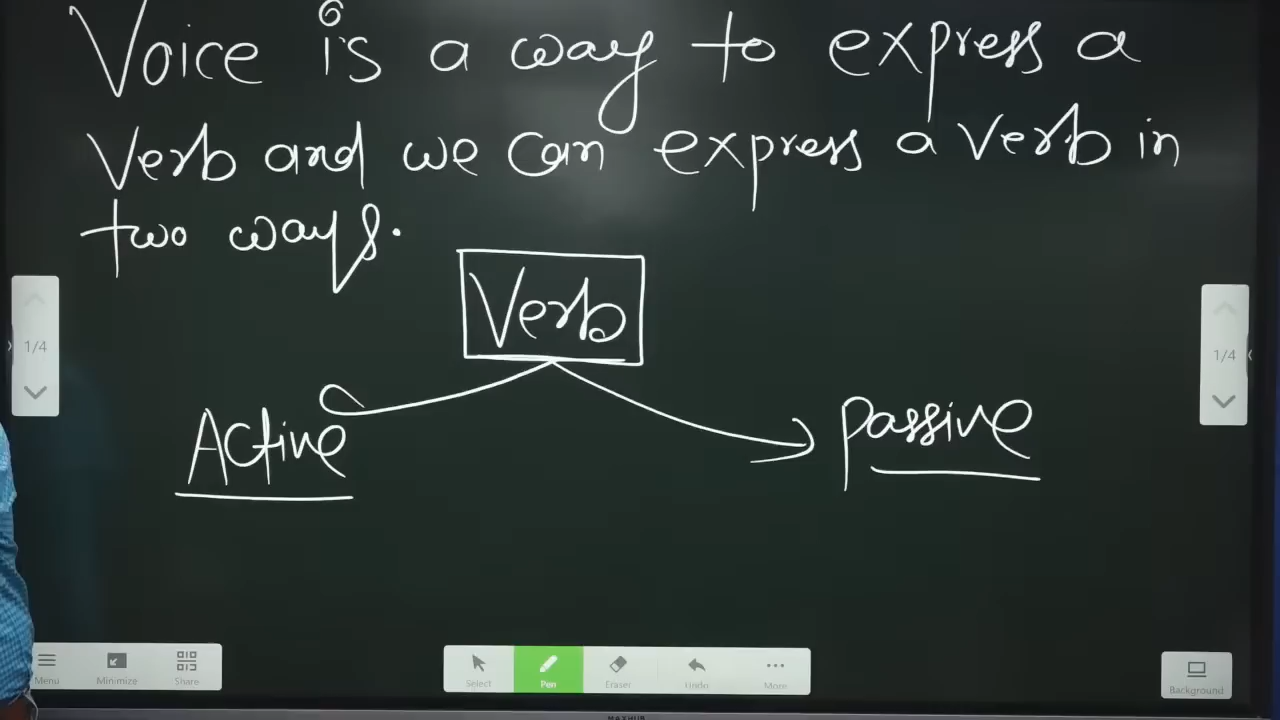 Voice is a way to express a
Verb and we can express a verb in
two ways.
Verb
Active
Passive
1/4
1/4
Menu
Minimize
Share
Select
Pen
Eraser
Undo
More
Background
MAXHUB